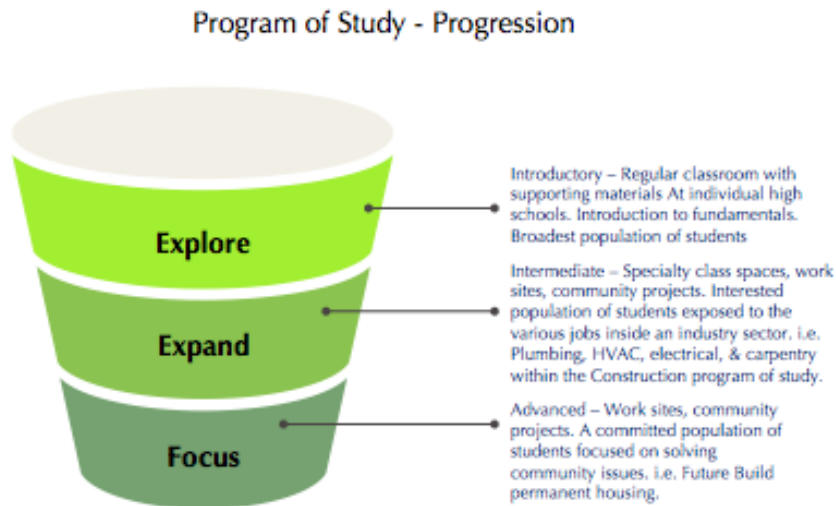 Program of Study - Progression
Explore
Introductory – Regular classroom with
supporting materials At individual high
schools. Introduction to fundamentals.
Broadest population of students
Expand
Intermediate – Specialty class spaces, work
sites, community projects. Interested
population of students exposed to the
various jobs inside an industry sector. i.e.
Plumbing, HVAC, electrical, & carpentry
within the Construction program of study.
Focus
Advanced – Work sites, community
projects. A committed population of
students focused on solving
community issues. i.e. Future Build
permanent housing.